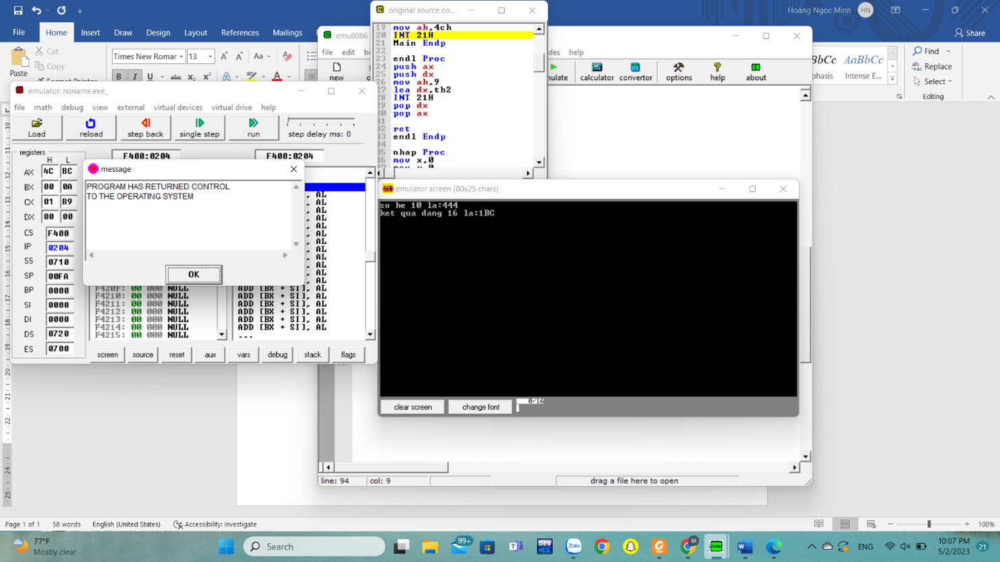 Hoàng Ngọc Minh HN
File Home Insert Draw Design Layout References Mailings
Share
Paste
Cut
Copy
Format Painter
Times New Roman 13
Aa
B I U abc x₂ x²
Find
Replace
Select
Editing
AaBbCc
Intense E...
original source co...
19 mov ah,4ch
20 INT 21H
21 Main Endp
22
23 endl Proc
24 push ax
25 push dx
26 mov ah,9
27 lea dx,tb2
28 INT 21H
29 pop dx
30 pop ax
31
32 ret
33 endl Endp
34
35 nhap Proc
36 mov x,0
emu8086
file edit
help
new
calculator convertor options help about
line: 94 col: 9 drag a file here to open
emulator: noname.exe_
file math debug view external virtual devices virtual drive help
Load reload step back single step run step delay ms: 0
registers F400:0204 F400:0204
H L
AX 4C BC
BX 00 0A
CX 01 B9
DX 00 00
CS F400
IP 0204
SS 0710
SP 00FA
BP 0000
SI 0000
DI 0000
DS 0720
ES 0700
, AL
, AL
, AL
, AL
, AL
, AL
, AL
, AL
, AL
, AL
, AL
, AL
F420F: 00 000 NULL ADD [BX + SI], AL
F4210: 00 000 NULL ADD [BX + SI], AL
F4211: 00 000 NULL ADD [BX + SI], AL
F4212: 00 000 NULL ADD [BX + SI], AL
F4213: 00 000 NULL ADD [BX + SI], AL
F4214: 00 000 NULL ADD [BX + SI], AL
F4215: 00 000 NULL ...
screen source reset aux vars debug stack flags
message
PROGRAM HAS RETURNED CONTROL
TO THE OPERATING SYSTEM
OK
emulator screen (80x25 chars)
so he 10 la:444
ket qua dang 16 la:1BC
clear screen change font 0/16
Page 1 of 1 58 words English (United States) Accessibility: Investigate 100%
77°F
Mostly clear
Search
99+
DEV
Zalo
M
ENG
10:07 PM
5/2/2023
21